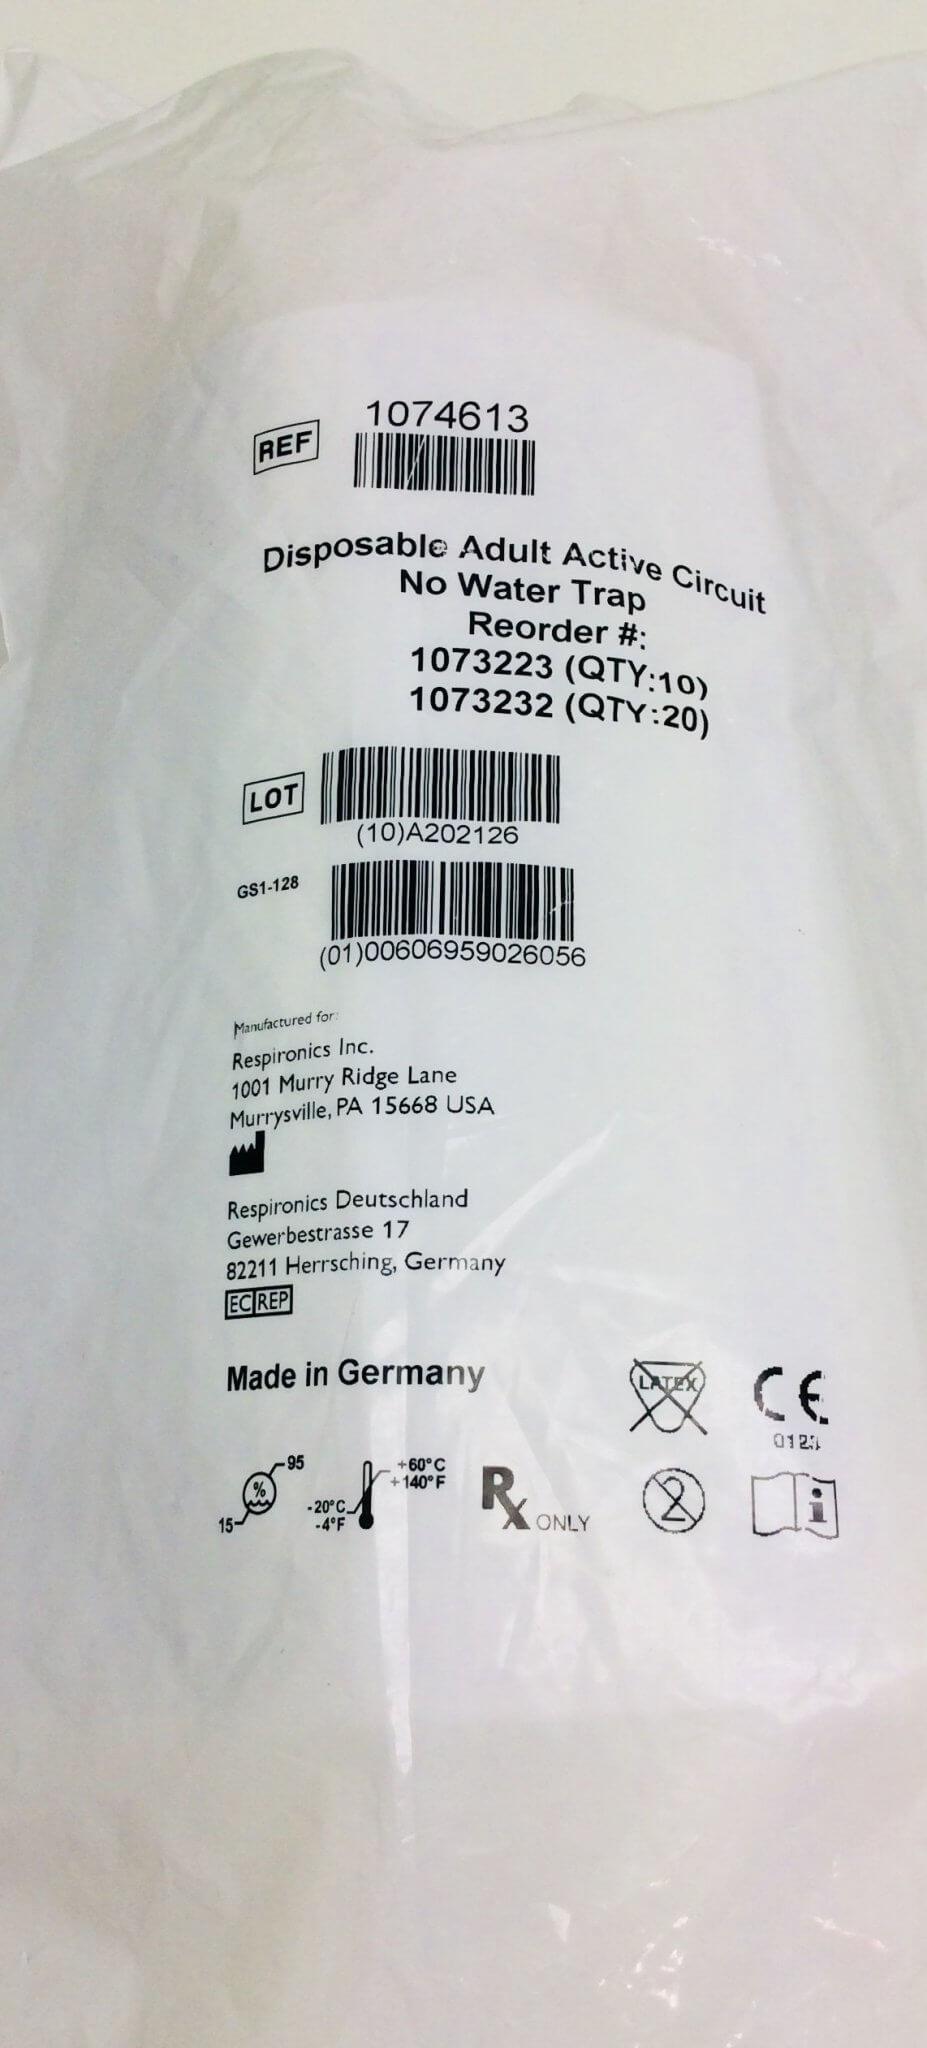 1074613
REF
Disposable Adult Active Circuit
No Water Trap
Reorder #:
1073223 (QTY:10)
1073232 (QTY:20)
LOT
(10)A202126
GS1-128
(01)00606959026056
Manufactured for:
Respironics Inc.
1001 Murry Ridge Lane
Murrysville, PA 15668 USA
Respironics Deutschland
Gewerbestrasse 17
82211 Herrsching, Germany
EC REP
Made in Germany
LATEX
CE
0123
95
%
15
+60°C
+140°F
-20°C
-4°F
Rx ONLY
2
i